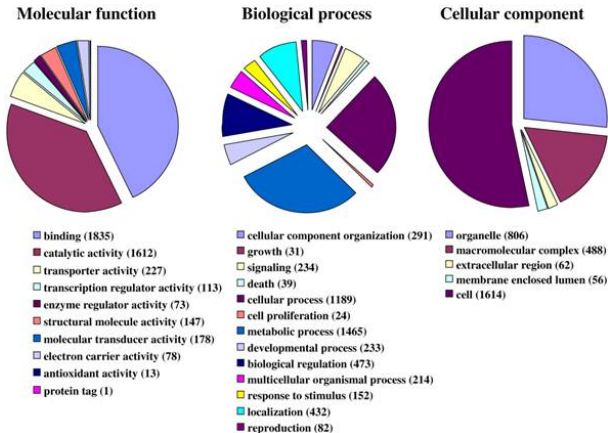 Molecular function
binding (1835)
catalytic activity (1612)
transporter activity (227)
transcription regulator activity (113)
enzyme regulator activity (73)
structural molecule activity (147)
molecular transducer activity (178)
electron carrier activity (78)
antioxidant activity (13)
protein tag (1)
Biological process
cellular component organization (291)
growth (31)
signaling (234)
death (39)
cellular process (1189)
cell proliferation (24)
metabolic process (1465)
developmental process (233)
biological regulation (473)
multicellular organismal process (214)
response to stimulus (152)
localization (432)
reproduction (82)
Cellular component
organelle (806)
macromolecular complex (488)
extracellular region (62)
membrane enclosed lumen (56)
cell (1614)